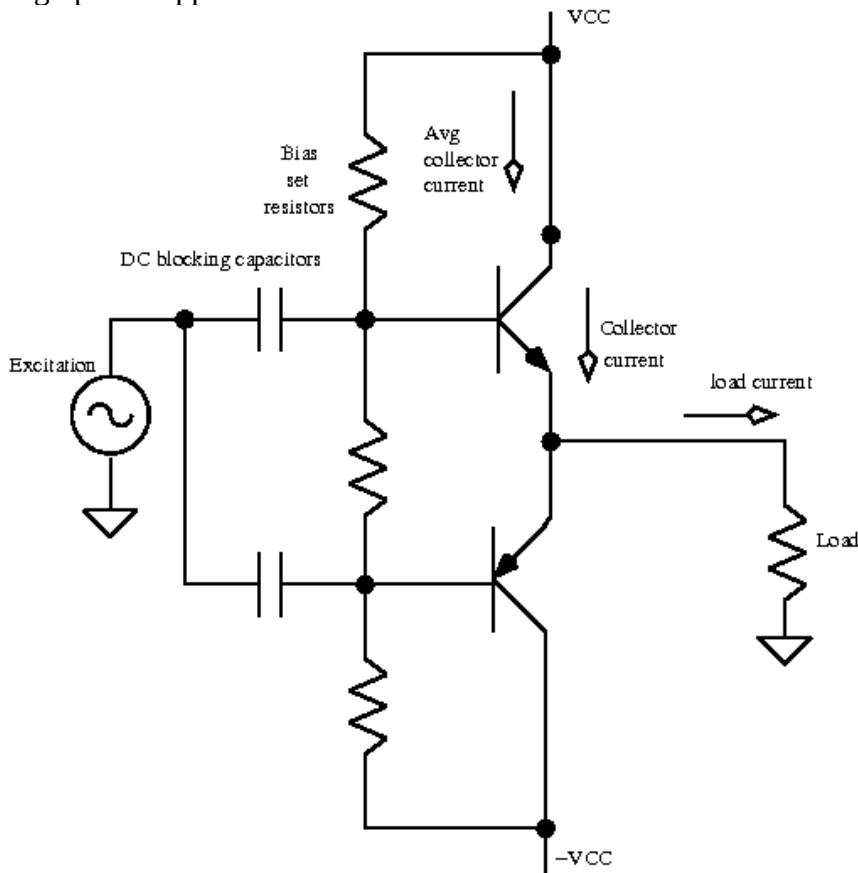 VCC
Avg
collector
current
Bias
set
resistors
DC blocking capacitors
Collector
current
Excitation
load current
Load
−VCC